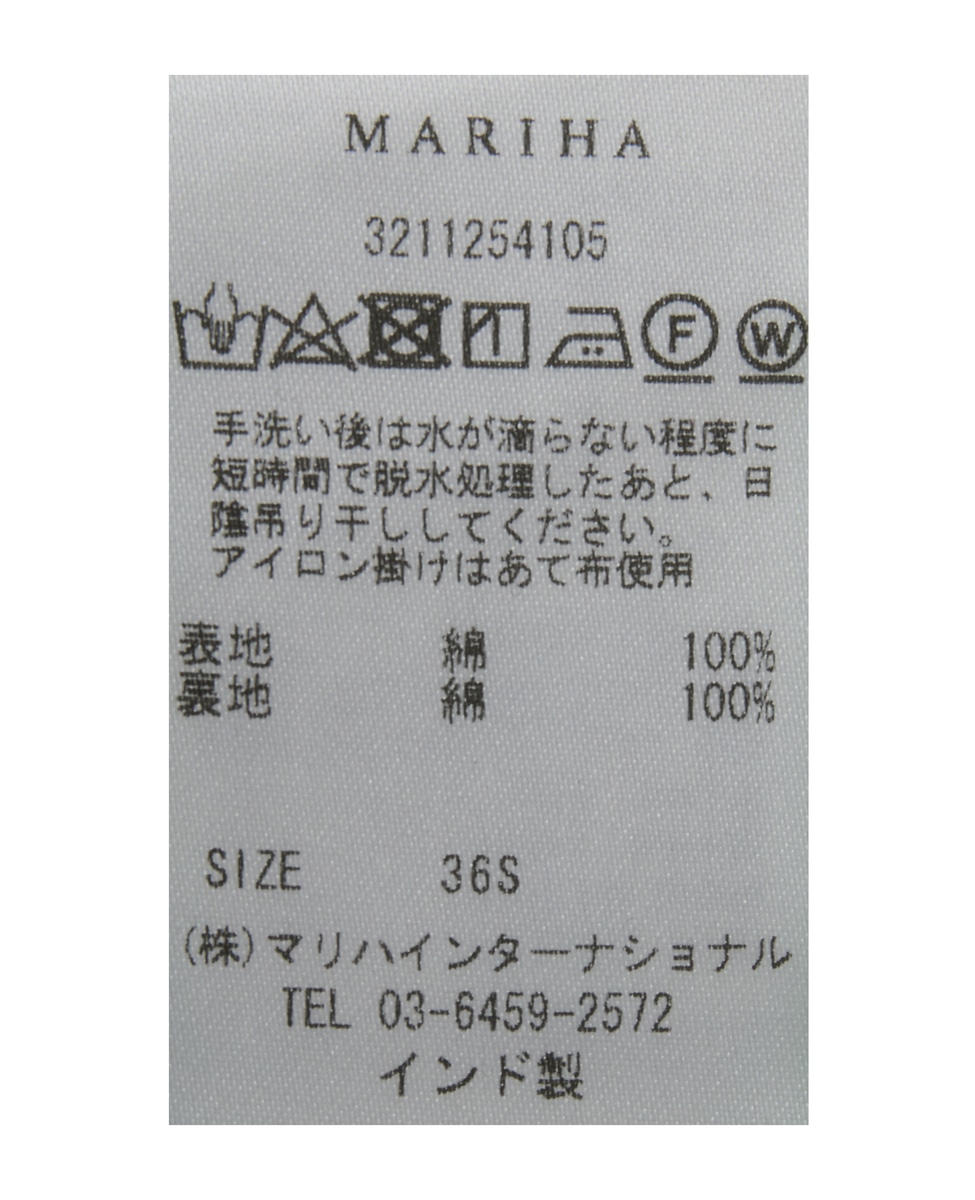 MARIHA
3211254105
F W
手洗い後は水が滴らない程度に
短時間で脱水処理したあと、日
陰吊り干ししてください。
アイロン掛けはあて布使用
表地 綿 100%
裏地 綿 100%
SIZE 36S
(株)マリハインターナショナル
TEL 03-6459-2572
インド製